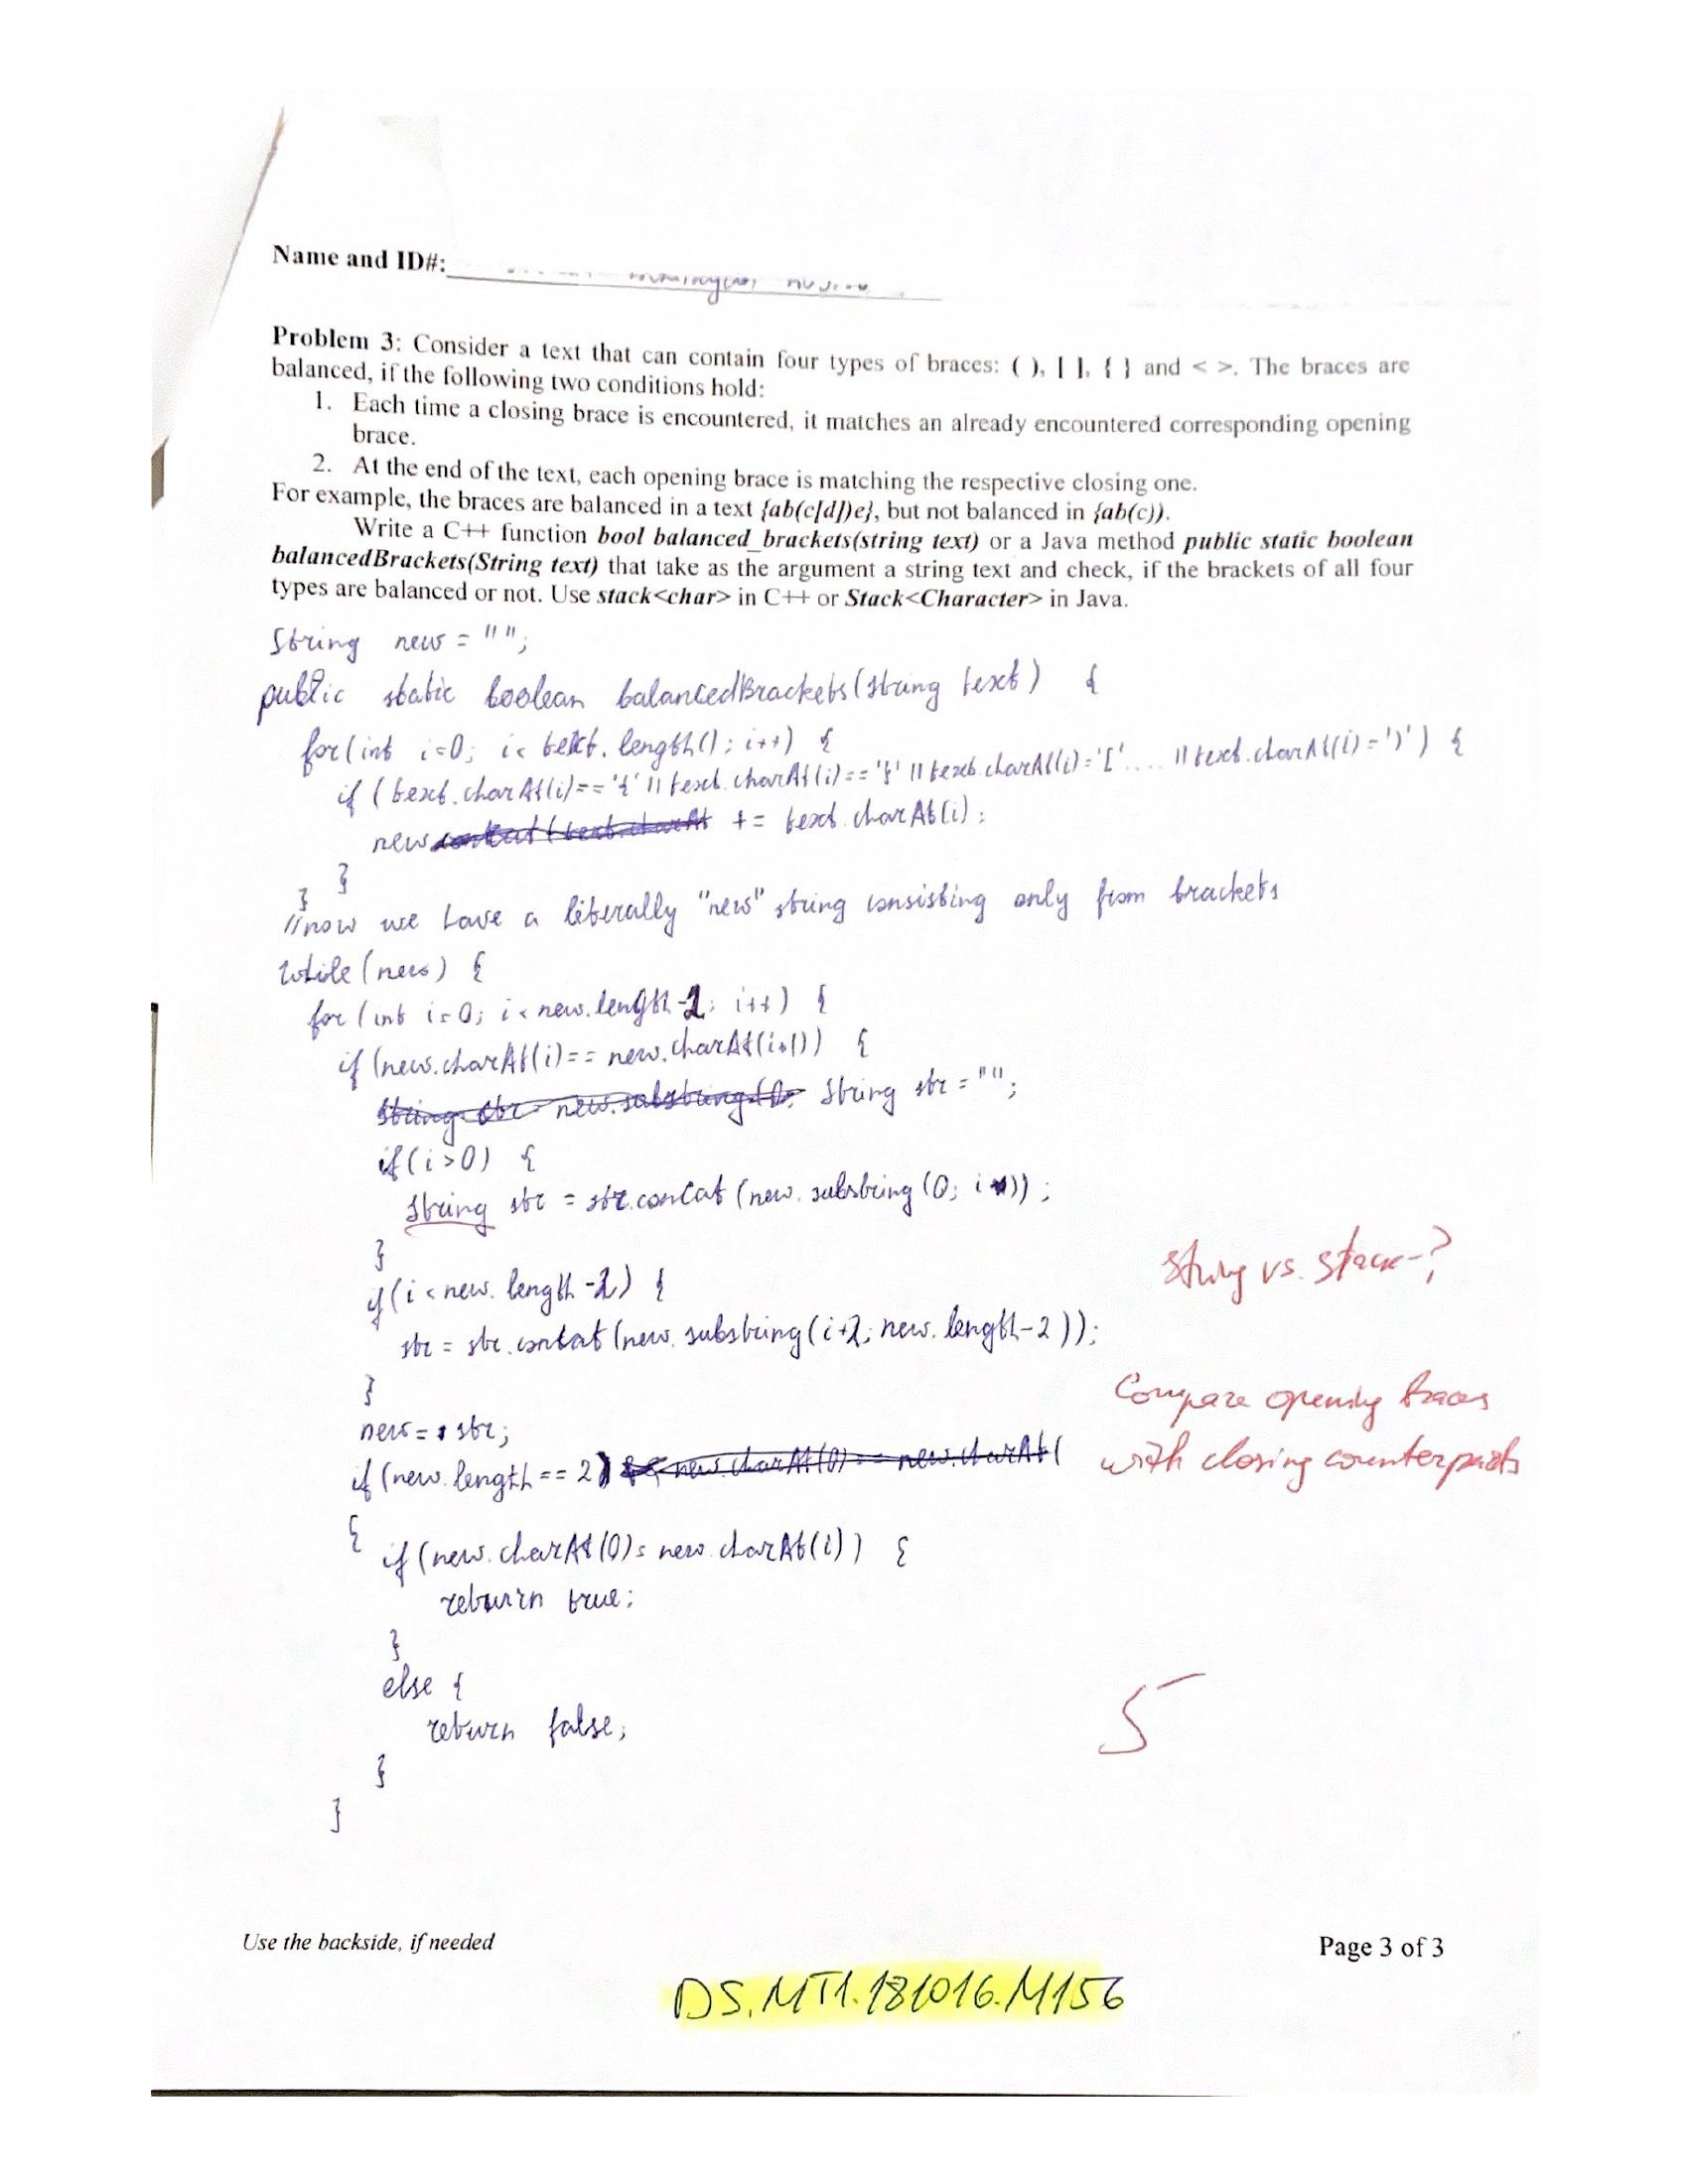 Name and ID#:
Problem 3: Consider a text that can contain four types of braces: ( ), [ ], { } and < >. The braces are
balanced, if the following two conditions hold:
1. Each time a closing brace is encountered, it matches an already encountered corresponding opening
brace.
2. At the end of the text, each opening brace is matching the respective closing one.
For example, the braces are balanced in a text {ab(c[d])e}, but not balanced in {ab(c)).
Write a C++ function bool balanced_brackets(string text) or a Java method public static boolean
balancedBrackets(String text) that take as the argument a string text and check, if the brackets of all four
types are balanced or not. Use stack<char> in C++ or Stack<Character> in Java.
String new = "";
public static boolean balancedBrackets(String text) {
for(int i=0; i< text.length(); i++) {
if (text.charAt(i)=='{' || text.charAt(i)=='}' || text.charAt(i)='[' .... || text.charAt(i)=')') {
new += text.charAt(i);
}
}
//now we have a literally "new" string consisting only from brackets
while (new) {
for (int i=0; i< new.length-1; i++) {
if (new.charAt(i)== new.charAt(i+1)) {
String str = new.substring(0; String str = "";
if(i>0) {
String str = str.concat(new.substring(0; i));
}
String vs. stack-?
if(i<new.length-2) {
str = str.concat(new.substring(i+2; new.length-2));
}
Compare opening braces
new= str;
if(new.length == 2) && new.charAt(0) == new.charAt(
with closing counterparts
{
if(new.charAt(0)= new.charAt(i)) {
return true;
}
else {
return false;
}
5
}
Use the backside, if needed
Page 3 of 3
DS.MT1.181016.M156